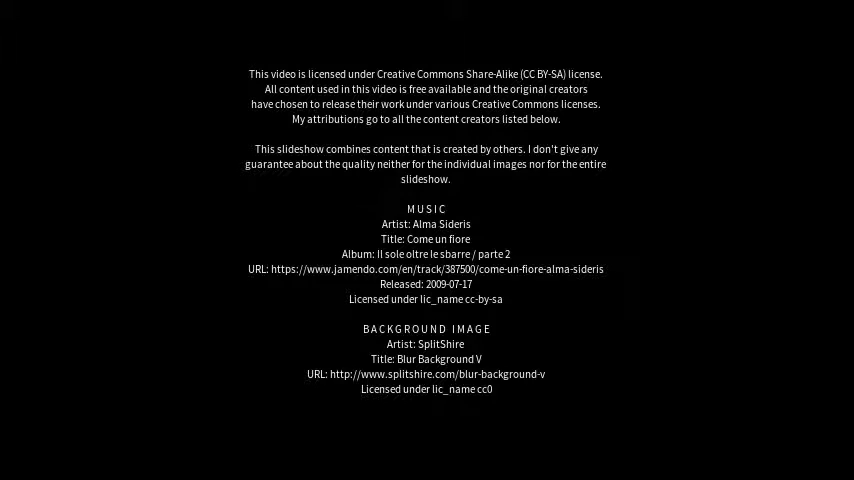 This video is licensed under Creative Commons Share-Alike (CC BY-SA) license.
All content used in this video is free available and the original creators
have chosen to release their work under various Creative Commons licenses.
My attributions go to all the content creators listed below.
This slideshow combines content that is created by others. I don't give any
guarantee about the quality neither for the individual images nor for the entire
slideshow.
MUSIC
Artist: Alma Sideris
Title: Come un fiore
Album: Il sole oltre le sbarre / parte 2
URL: https://www.jamendo.com/en/track/387500/come-un-fiore-alma-sideris
Released: 2009-07-17
Licensed under lic_name cc-by-sa
BACKGROUND IMAGE
Artist: SplitShire
Title: Blur Background V
URL: http://www.splitshire.com/blur-background-v
Licensed under lic_name cc0